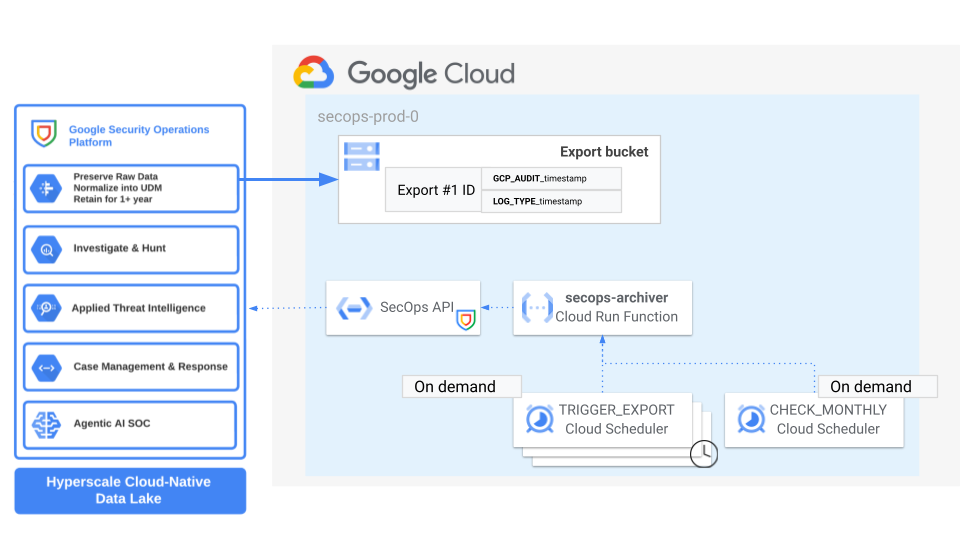 Google Cloud
secops-prod-0
Google Security Operations
Platform
Preserve Raw Data
Normalize into UDM
Retain for 1+ year
Investigate & Hunt
Applied Threat Intelligence
Case Management & Response
Agentic AI SOC
Hyperscale Cloud-Native
Data Lake
Export bucket
Export #1 ID
GCP_AUDIT_timestamp
LOG_TYPE_timestamp
SecOps API
secops-archiver
Cloud Run Function
On demand
TRIGGER_EXPORT
Cloud Scheduler
On demand
CHECK_MONTHLY
Cloud Scheduler